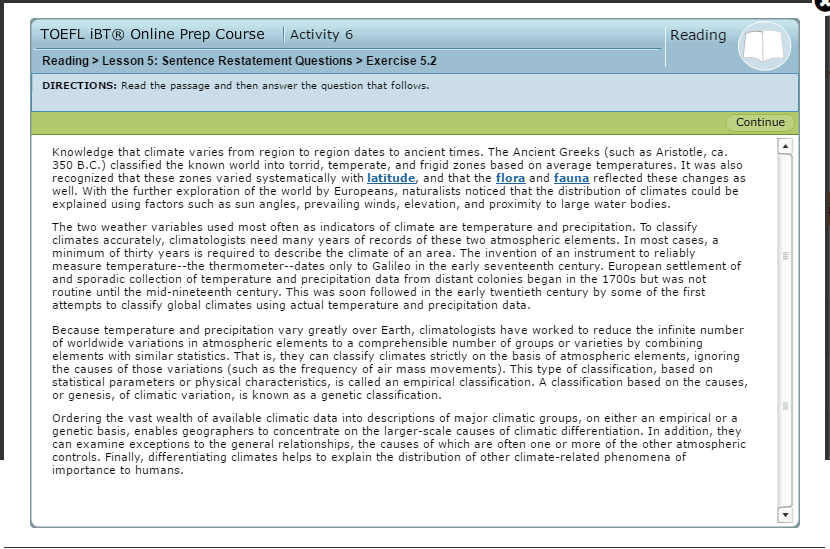 TOEFL iBT® Online Prep Course Activity 6 Reading
Reading > Lesson 5: Sentence Restatement Questions > Exercise 5.2
DIRECTIONS: Read the passage and then answer the question that follows.
Continue
Knowledge that climate varies from region to region dates to ancient times. The Ancient Greeks (such as Aristotle, ca.
350 B.C.) classified the known world into torrid, temperate, and frigid zones based on average temperatures. It was also
recognized that these zones varied systematically with latitude, and that the flora and fauna reflected these changes as
well. With the further exploration of the world by Europeans, naturalists noticed that the distribution of climates could be
explained using factors such as sun angles, prevailing winds, elevation, and proximity to large water bodies.
The two weather variables used most often as indicators of climate are temperature and precipitation. To classify
climates accurately, climatologists need many years of records of these two atmospheric elements. In most cases, a
minimum of thirty years is required to describe the climate of an area. The invention of an instrument to reliably
measure temperature--the thermometer--dates only to Galileo in the early seventeenth century. European settlement of
and sporadic collection of temperature and precipitation data from distant colonies began in the 1700s but was not
routine until the mid-nineteenth century. This was soon followed in the early twentieth century by some of the first
attempts to classify global climates using actual temperature and precipitation data.
Because temperature and precipitation vary greatly over Earth, climatologists have worked to reduce the infinite number
of worldwide variations in atmospheric elements to a comprehensible number of groups or varieties by combining
elements with similar statistics. That is, they can classify climates strictly on the basis of atmospheric elements, ignoring
the causes of those variations (such as the frequency of air mass movements). This type of classification, based on
statistical parameters or physical characteristics, is called an empirical classification. A classification based on the causes,
or genesis, of climatic variation, is known as a genetic classification.
Ordering the vast wealth of available climatic data into descriptions of major climatic groups, on either an empirical or a
genetic basis, enables geographers to concentrate on the larger-scale causes of climatic differentiation. In addition, they
can examine exceptions to the general relationships, the causes of which are often one or more of the other atmospheric
controls. Finally, differentiating climates helps to explain the distribution of other climate-related phenomena of
importance to humans.